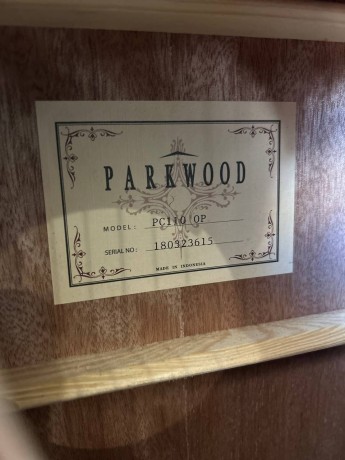 PARKWOOD
MODEL: PC110 OP
SERIAL NO: 180323615
MADE IN INDONESIA